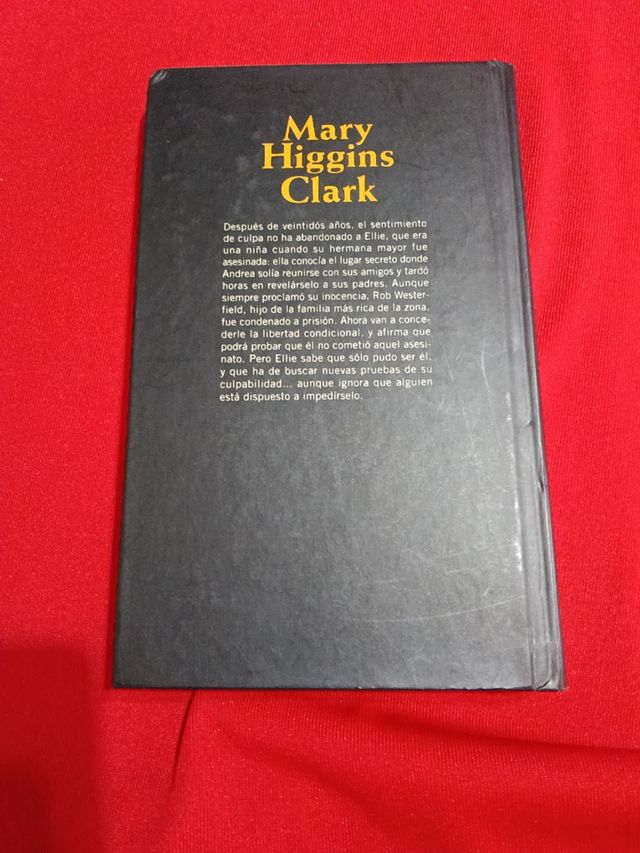 Mary
Higgins
Clark
Después de veintidós años, el sentimiento
de culpa no ha abandonado a Ellie, que era
una niña cuando su hermana mayor fue
asesinada: ella conocía el lugar secreto donde
Andrea solía reunirse con sus amigos y tardó
horas en revelárselo a sus padres. Aunque
siempre proclamó su inocencia, Rob Wester-
field, hijo de la familia más rica de la zona,
fue condenado a prisión. Ahora van a conce-
derle la libertad condicional, y afirma que
podrá probar que él no cometió aquel asesi-
nato. Pero Ellie sabe que sólo pudo ser él,
y que ha de buscar nuevas pruebas de su
culpabilidad... aunque ignora que alguien
está dispuesto a impedírselo.